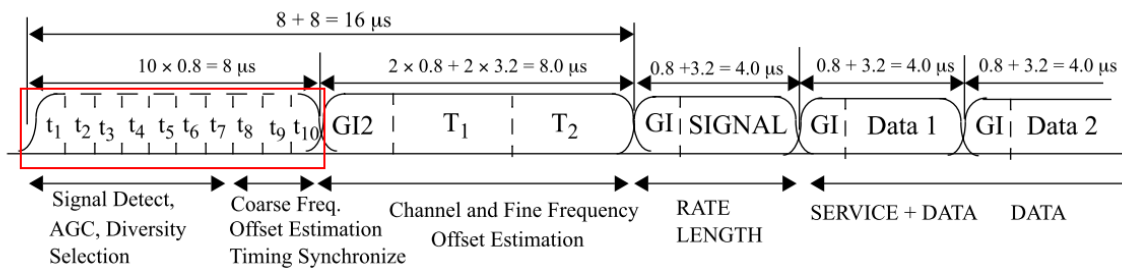 8 + 8 = 16 μs
10 × 0.8 = 8 μs
2 × 0.8 + 2 × 3.2 = 8.0 μs
0.8 +3.2 = 4.0 μs
0.8 + 3.2 = 4.0 μs
0.8 + 3.2 = 4.0 μs
t1 t2 t3 t4 t5 t6 t7 t8 t9 t10
GI2 T1 T2
GI SIGNAL
GI Data 1
GI Data 2
Signal Detect,
AGC, Diversity
Selection
Coarse Freq.
Offset Estimation
Timing Synchronize
Channel and Fine Frequency
Offset Estimation
RATE
LENGTH
SERVICE + DATA
DATA